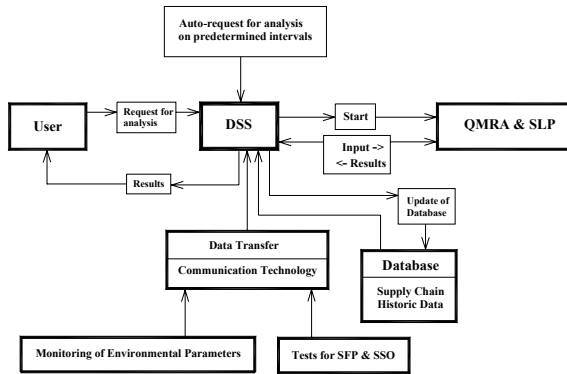 Auto-request for analysis
on predetermined intervals
User
Request for
analysis
DSS
Start
QMRA & SLP
Input ->
<- Results
Results
Update of
Database
Data Transfer
Communication Technology
Database
Supply Chain
Historic Data
Monitoring of Environmental Parameters
Tests for SFP & SSO